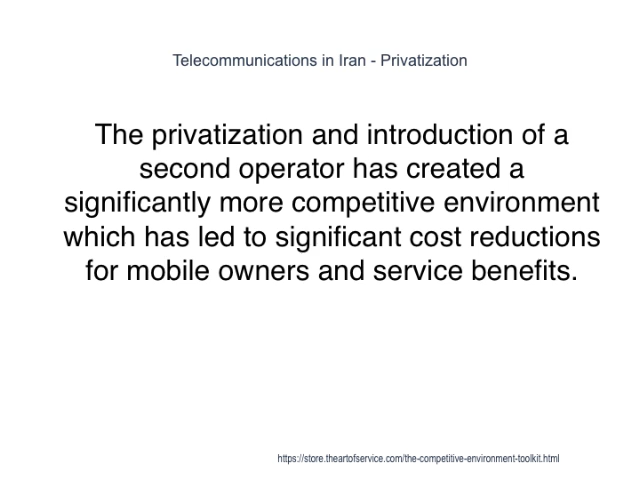 Telecommunications in Iran - Privatization
The privatization and introduction of a
second operator has created a
significantly more competitive environment
which has led to significant cost reductions
for mobile owners and service benefits.
https://store.theartofservice.com/the-competitive-environment-toolkit.html